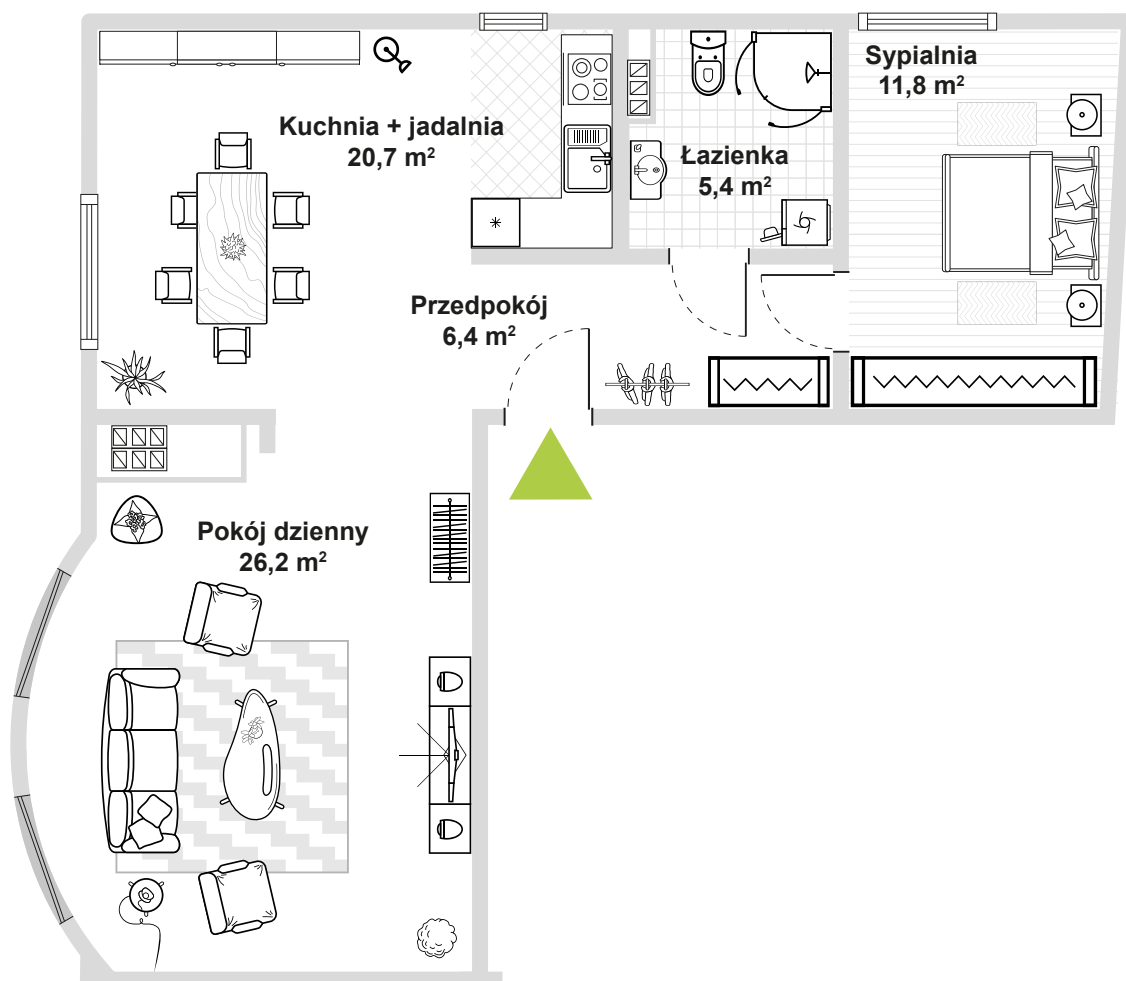 Kuchnia + jadalnia
20,7 m²
Sypialnia
11,8 m²
Łazienka
5,4 m²
Przedpokój
6,4 m²
Pokój dzienny
26,2 m²